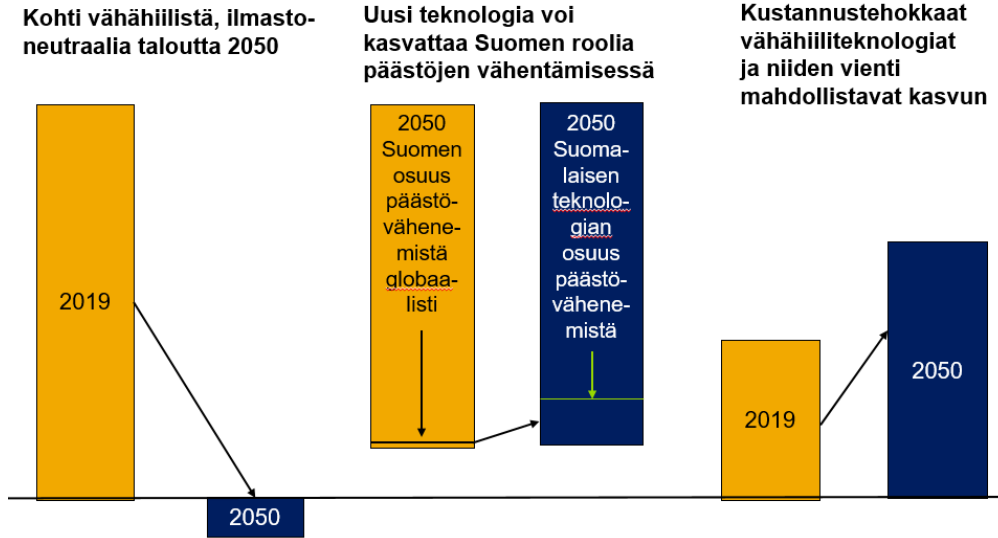 Kohti vähähiilistä, ilmasto-
neutraalia taloutta 2050
Uusi teknologia voi
kasvattaa Suomen roolia
päästöjen vähentämisessä
Kustannustehokkaat
vähähiiliteknologiat
ja niiden vienti
mahdollistavat kasvun
2019
2050
2050
Suomen
osuus
päästö-
vähene-
mistä
globaa-
listi
2050
Suoma-
laisen
teknolo-
gian
osuus
päästö-
vähene-
mistä
2019
2050